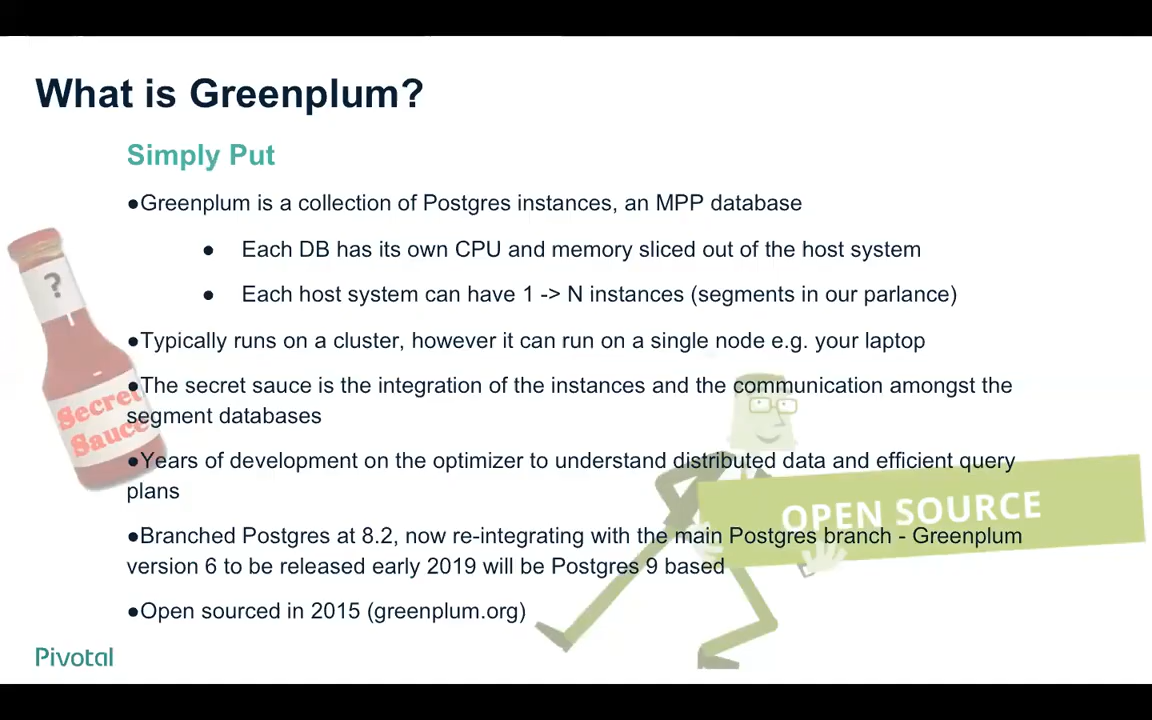 What is Greenplum?
Simply Put
●Greenplum is a collection of Postgres instances, an MPP database
● Each DB has its own CPU and memory sliced out of the host system
● Each host system can have 1 -> N instances (segments in our parlance)
●Typically runs on a cluster, however it can run on a single node e.g. your laptop
●The secret sauce is the integration of the instances and the communication amongst the
segment databases
●Years of development on the optimizer to understand distributed data and efficient query
plans
●Branched Postgres at 8.2, now re-integrating with the main Postgres branch - Greenplum
version 6 to be released early 2019 will be Postgres 9 based
●Open sourced in 2015 (greenplum.org)
?
Secret
Sauce
OPEN SOURCE
Pivotal